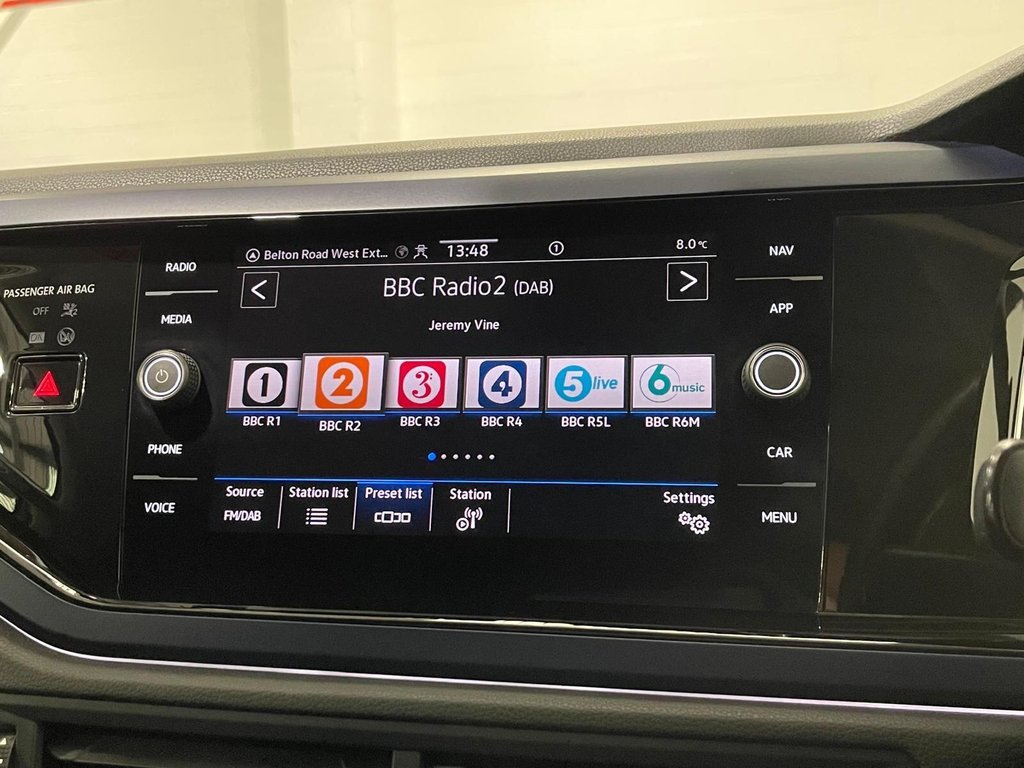 Belton Road West Ext... 13:48 1 8.0°C
< BBC Radio2 (DAB) >
Jeremy Vine
1 2 3 4 5 live 6 music
BBC R1 BBC R2 BBC R3 BBC R4 BBC R5L BBC R6M
Source Station list Preset list Station Settings
FM/DAB
RADIO
MEDIA
PHONE
VOICE
NAV
APP
CAR
MENU
PASSENGER AIR BAG
OFF
ON